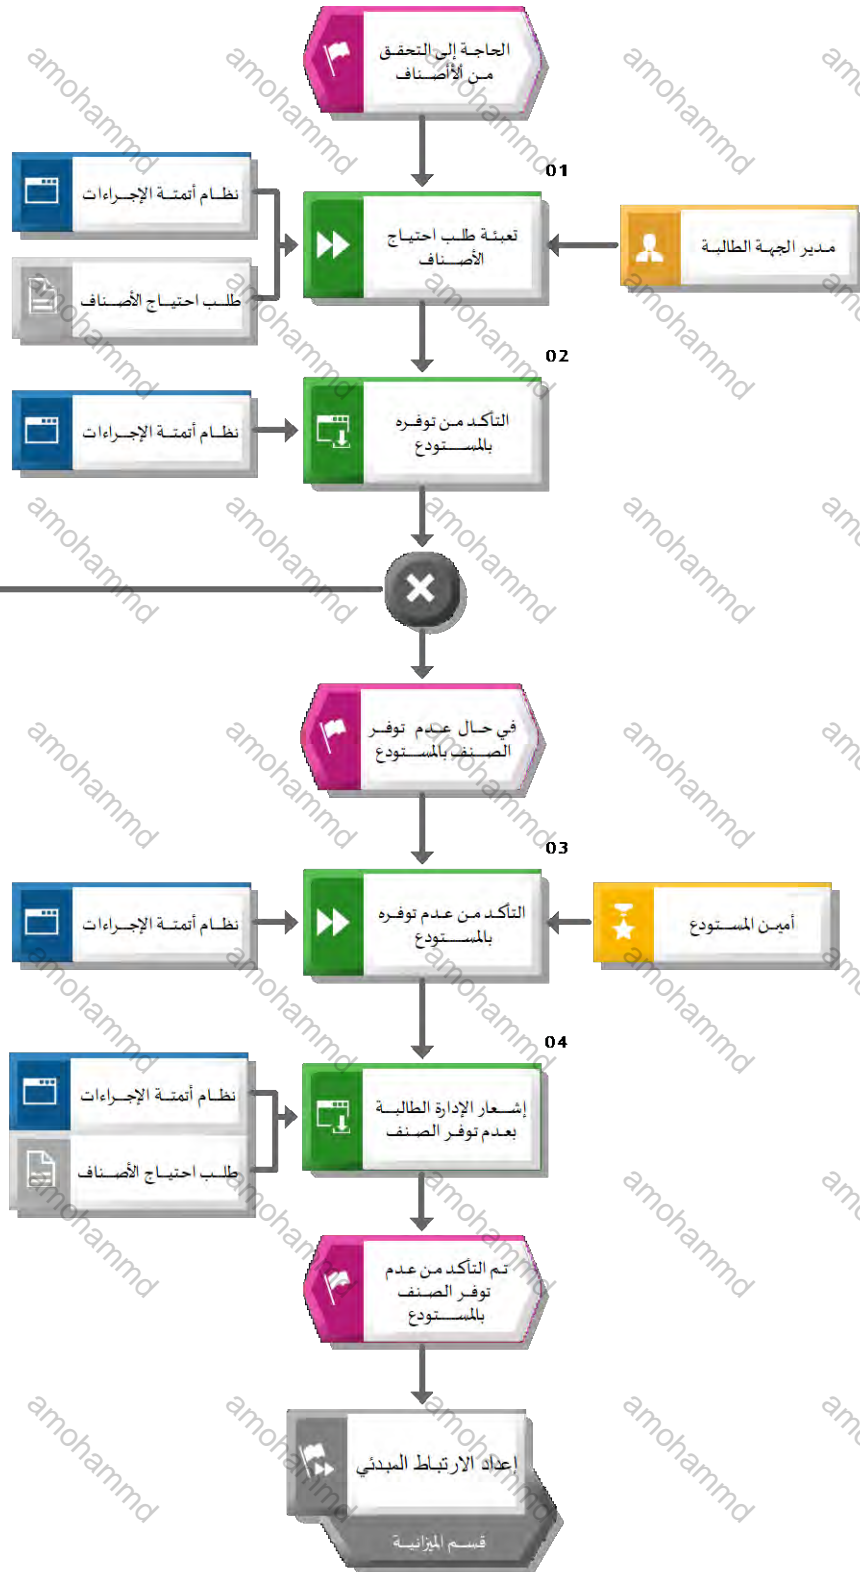 الحاجة إلى التحقق
من األأصناف
01
نظام أتمتة الإجراءات
تعبئة طلب احتياج
الأصناف
مدير الجهة الطالبة
طلب احتياج الأصناف
02
نظام أتمتة الإجراءات
التأكد من توفره
بالمستودع
في حال عدم توفر
الصنف بالمستودع
03
نظام أتمتة الإجراءات
التأكد من عدم توفره
بالمستودع
أمين المستودع
04
نظام أتمتة الإجراءات
إشعار الإدارة الطالبة
بعدم توفر الصنف
طلب احتياج الأصناف
تم التأكد من عدم
توفر الصنف
بالمستودع
إعداد الارتباط المبدئي
قسم الميزانية
amohammd